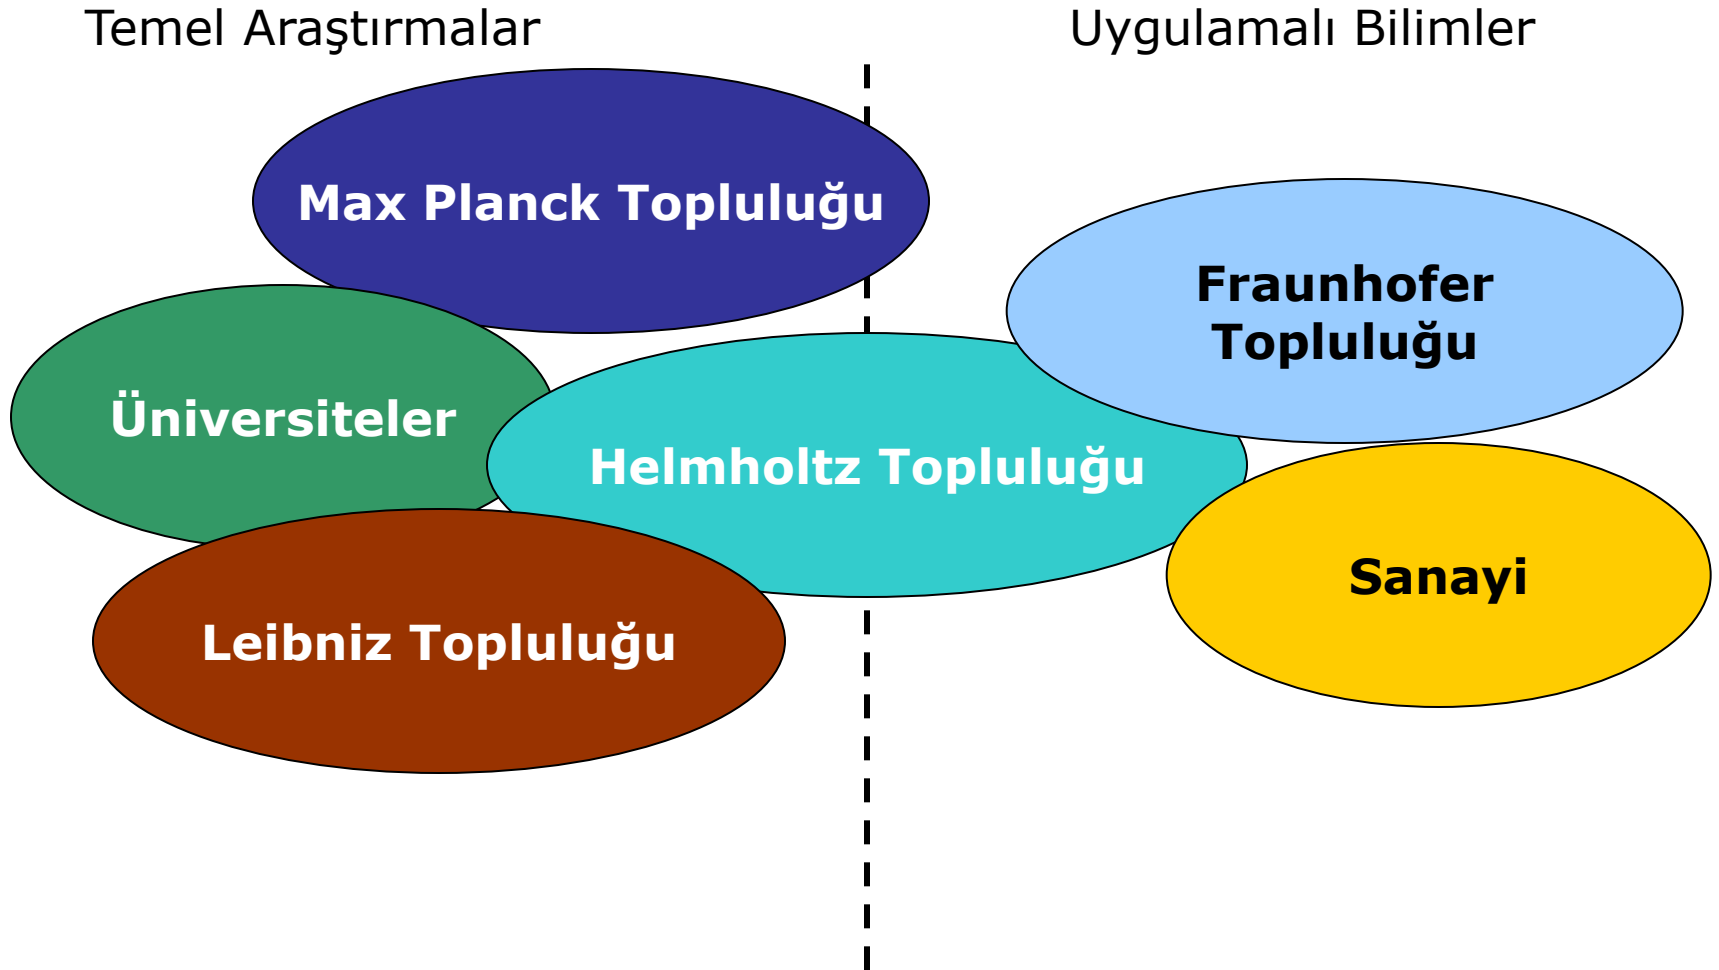 Temel Araştırmalar
Uygulamalı Bilimler
Max Planck Topluluğu
Fraunhofer
Topluluğu
Üniversiteler
Helmholtz Topluluğu
Sanayi
Leibniz Topluluğu